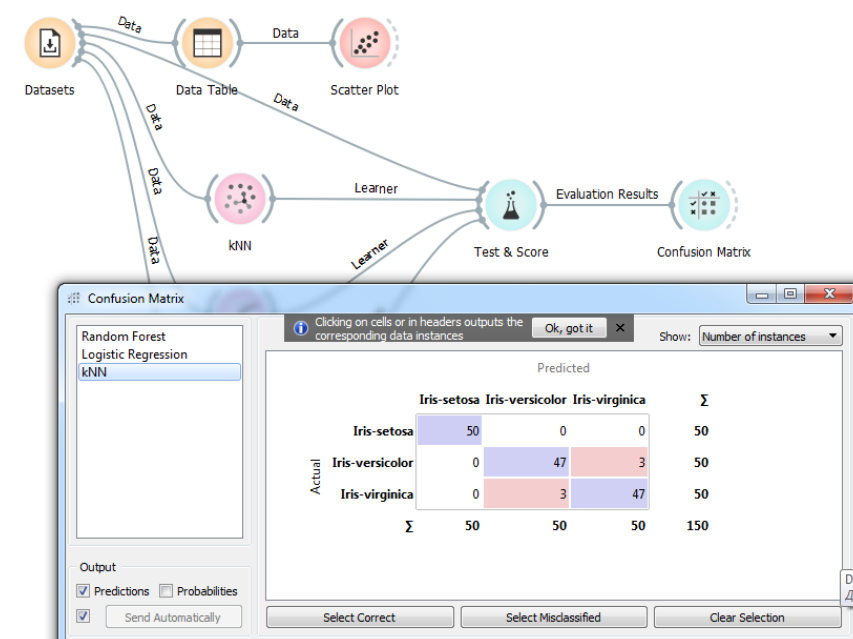 Data
Data
Datasets
Data Table
Scatter Plot
Data
Data
Data
Data
Learner
Evaluation Results
kNN
Learner
Test & Score
Confusion Matrix
Confusion Matrix
Random Forest
Logistic Regression
kNN
Clicking on cells or in headers outputs the
corresponding data instances
Ok, got it
Show: Number of instances
Predicted
Iris-setosa Iris-versicolor Iris-virginica Σ
Actual
Iris-setosa 50 0 0 50
Iris-versicolor 0 47 3 50
Iris-virginica 0 3 47 50
Σ 50 50 50 150
Output
Predictions Probabilities
Send Automatically
Select Correct Select Misclassified Clear Selection